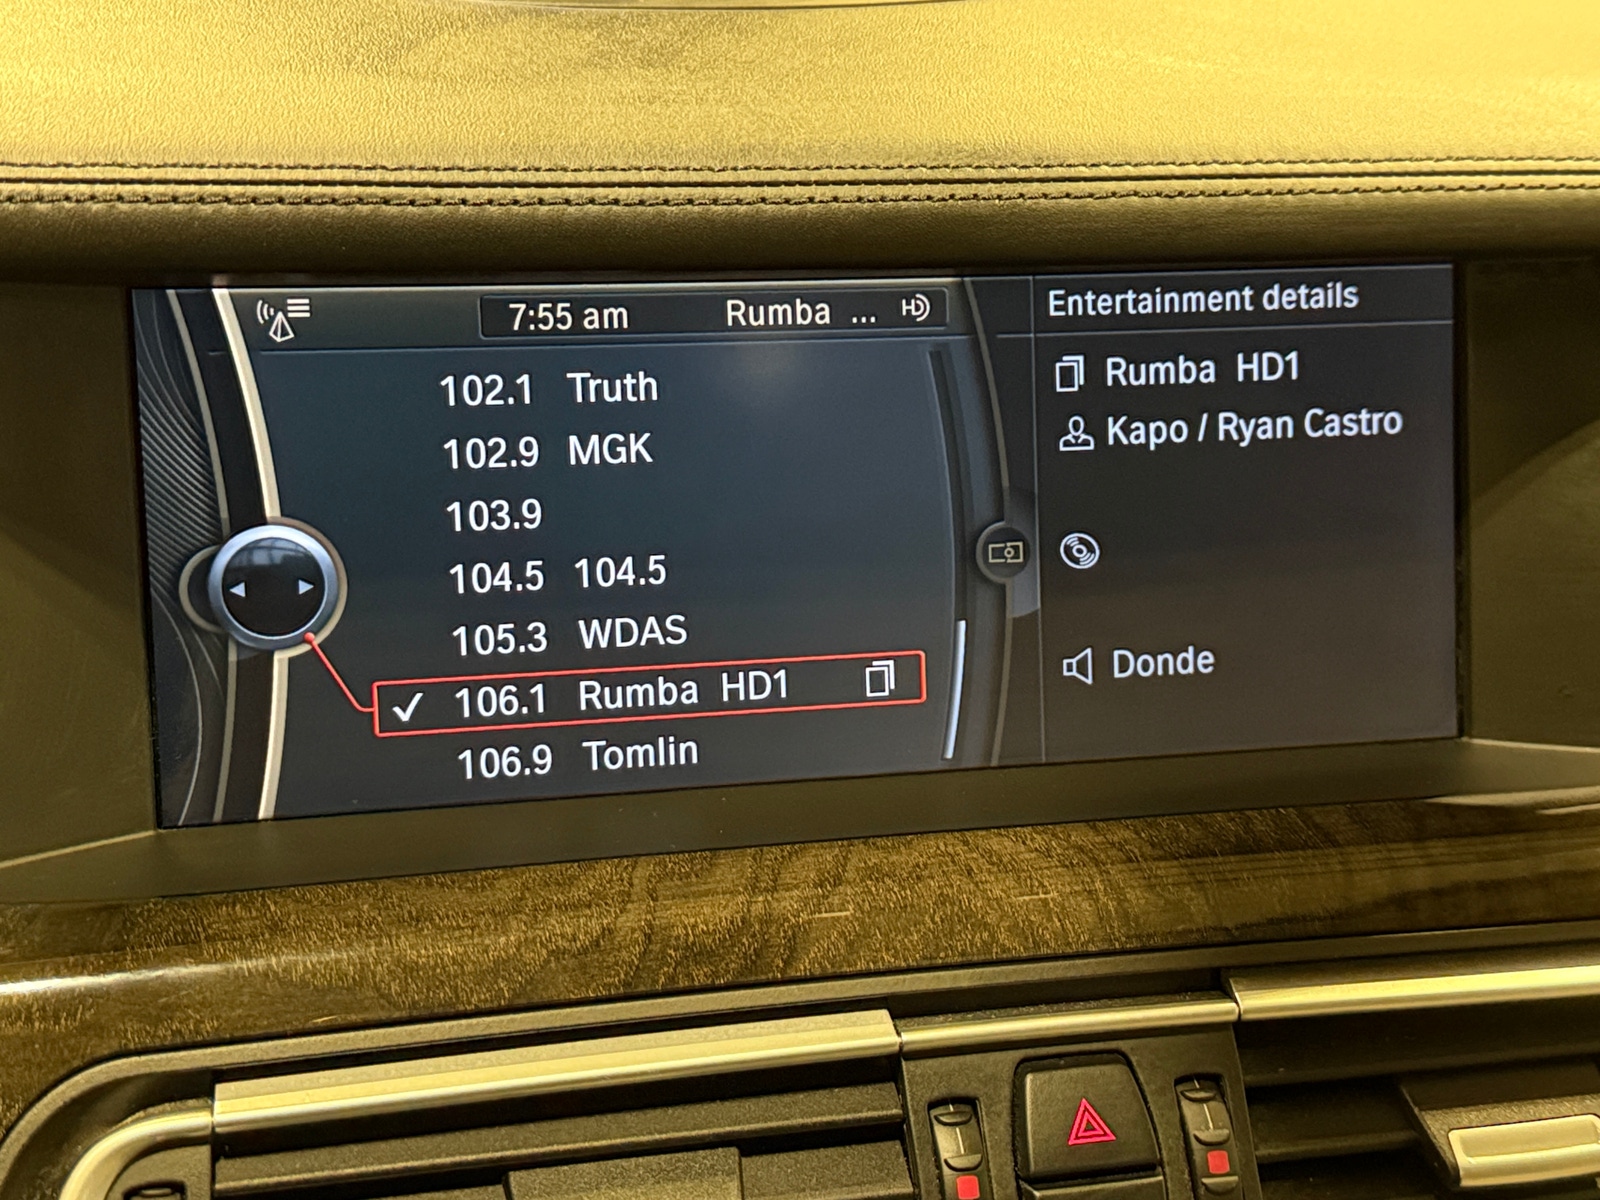 7:55 am Rumba ... HD
102.1 Truth
102.9 MGK
103.9
104.5 104.5
105.3 WDAS
106.1 Rumba HD1
106.9 Tomlin
Entertainment details
Rumba HD1
Kapo / Ryan Castro
Donde